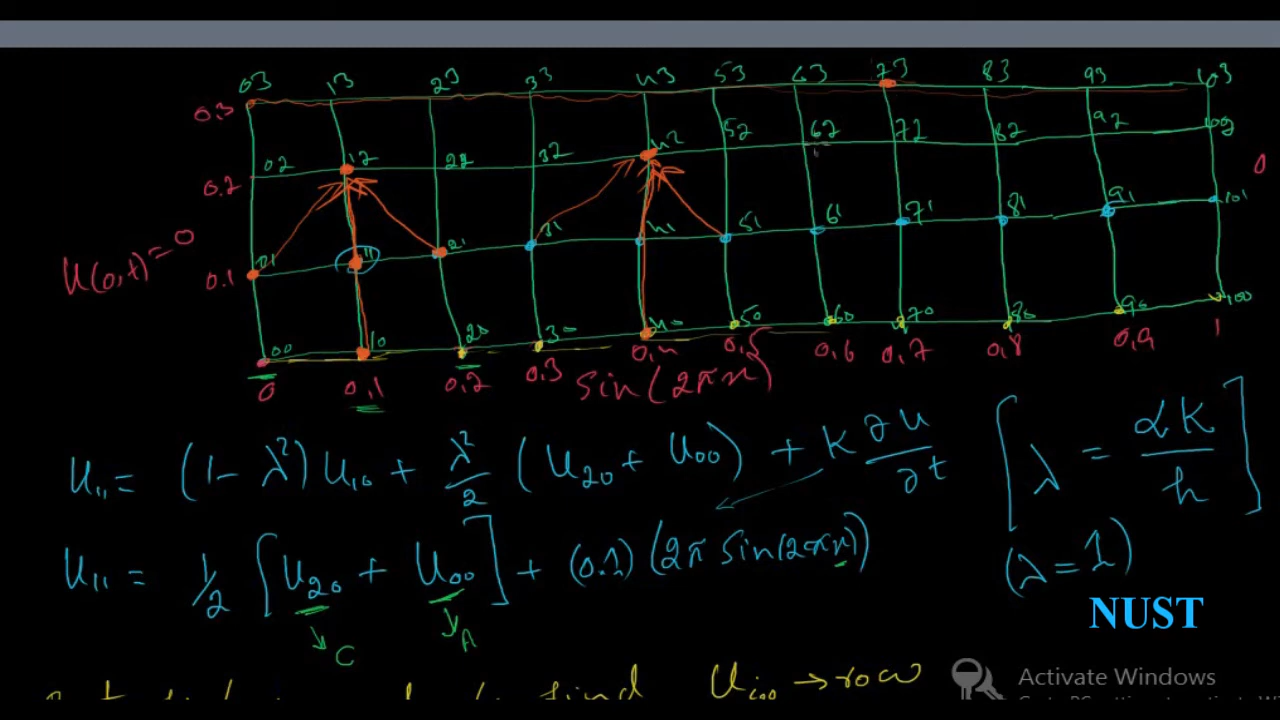 03 13 23 33 43 53 63 73 83 93 103
0.3
02 12 22 32 42 52 62 72 82 92 102
0.2
u(0,t)=0
0
01 11 21 31 41 51 61 71 81 91 101
0.1
00 10 20 30 40 50 60 70 80 90 100
0 0.1 0.2 0.3 0.4 0.5 0.6 0.7 0.8 0.9 1
sin(2πx)
u₁₁ = (1-λ²)u₁₀ + λ²/2 (u₂₀ + u₀₀) + k ∂u/∂t [λ = αk/h]
u₁₁ = 1/2 [u₂₀ + u₀₀] + (0.1)(2π sin(2πx)) (λ=1)
C A
NUST
find u₁₀₀ → row
Activate Windows